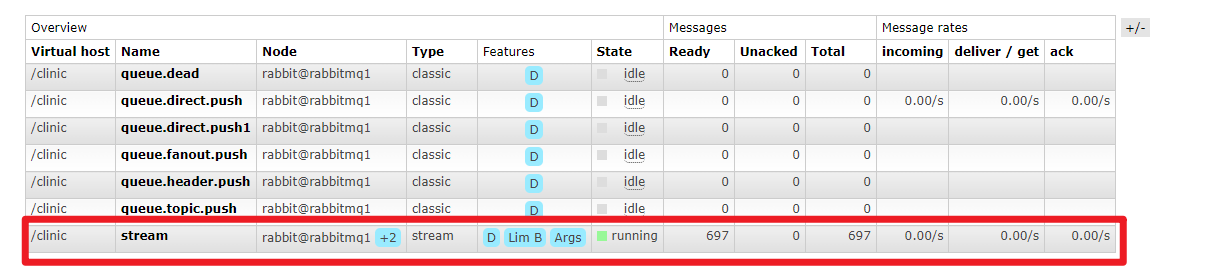 Overview Messages Message rates +/-
Virtual host Name Node Type Features State Ready Unacked Total incoming deliver / get ack
/clinic queue.dead rabbit@rabbitmq1 classic D idle 0 0 0
/clinic queue.direct.push rabbit@rabbitmq1 classic D idle 0 0 0 0.00/s 0.00/s 0.00/s
/clinic queue.direct.push1 rabbit@rabbitmq1 classic D idle 0 0 0
/clinic queue.fanout.push rabbit@rabbitmq1 classic D idle 0 0 0
/clinic queue.header.push rabbit@rabbitmq1 classic D idle 0 0 0
/clinic queue.topic.push rabbit@rabbitmq1 classic D idle 0 0 0
/clinic stream rabbit@rabbitmq1 +2 stream D Lim B Args running 697 0 697 0.00/s 0.00/s 0.00/s